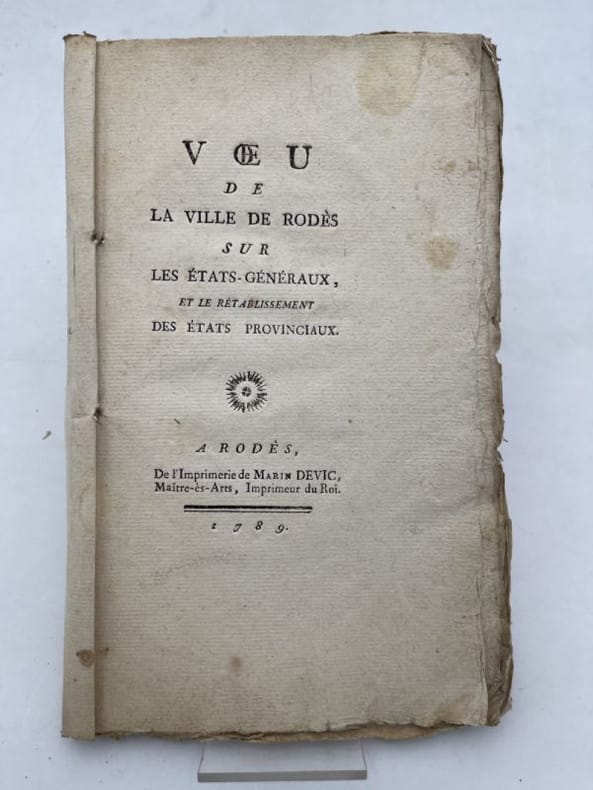 VŒU
DE
LA VILLE DE RODÈS
SUR
LES ÉTATS-GÉNÉRAUX,
ET LE RÉTABLISSEMENT
DES ÉTATS PROVINCIAUX.
A RODÈS,
De l'Imprimerie de MARIN DEVIC,
Maître-ès-Arts, Imprimeur du Roi.
1789.